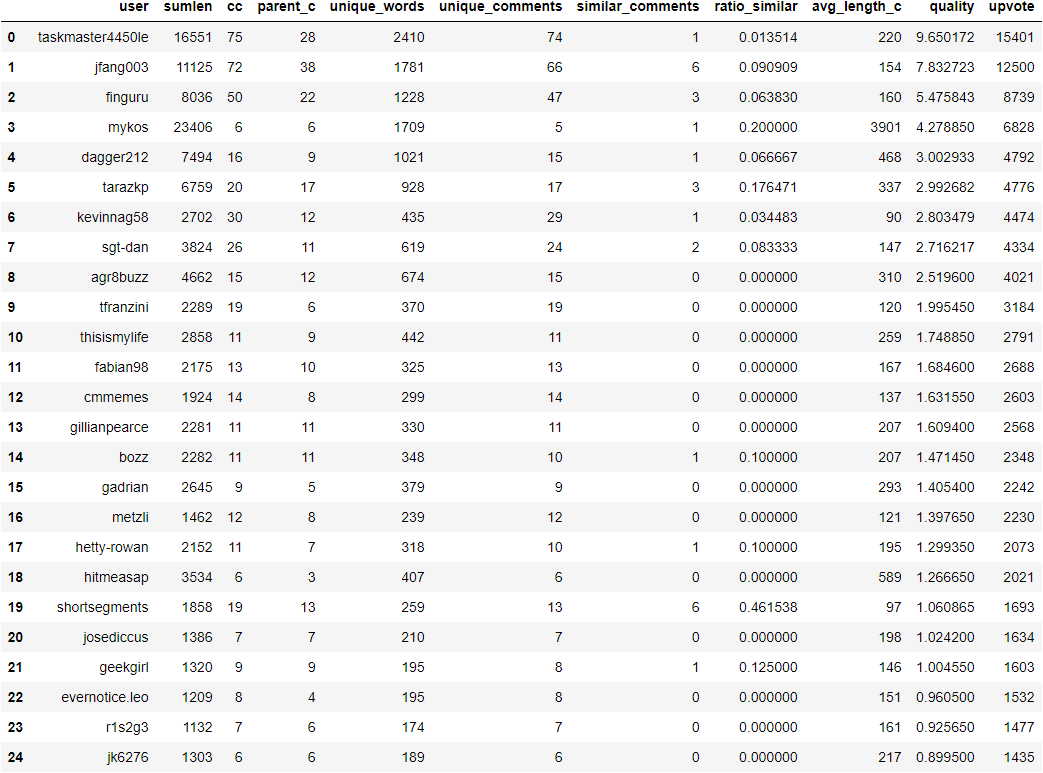 user sumlen cc parent_c unique_words unique_comments similar_comments ratio_similar avg_length_c quality upvote
0 taskmaster4450le 16551 75 28 2410 74 1 0.013514 220 9.650172 15401
1 jfang003 11125 72 38 1781 66 6 0.090909 154 7.832723 12500
2 finguru 8036 50 22 1228 47 3 0.063830 160 5.475843 8739
3 mykos 23406 6 6 1709 5 1 0.200000 3901 4.278850 6828
4 dagger212 7494 16 9 1021 15 1 0.066667 468 3.002933 4792
5 tarazkp 6759 20 17 928 17 3 0.176471 337 2.992682 4776
6 kevinnag58 2702 30 12 435 29 1 0.034483 90 2.803479 4474
7 sgt-dan 3824 26 11 619 24 2 0.083333 147 2.716217 4334
8 agr8buzz 4662 15 12 674 15 0 0.000000 310 2.519600 4021
9 tfranzini 2289 19 6 370 19 0 0.000000 120 1.995450 3184
10 thisismylife 2858 11 9 442 11 0 0.000000 259 1.748850 2791
11 fabian98 2175 13 10 325 13 0 0.000000 167 1.684600 2688
12 cmmemes 1924 14 8 299 14 0 0.000000 137 1.631550 2603
13 gillianpearce 2281 11 11 330 11 0 0.000000 207 1.609400 2568
14 bozz 2282 11 11 348 10 1 0.100000 207 1.471450 2348
15 gadrian 2645 9 5 379 9 0 0.000000 293 1.405400 2242
16 metzli 1462 12 8 239 12 0 0.000000 121 1.397650 2230
17 hetty-rowan 2152 11 7 318 10 1 0.100000 195 1.299350 2073
18 hitmeasap 3534 6 3 407 6 0 0.000000 589 1.266650 2021
19 shortsegments 1858 19 13 259 13 6 0.461538 97 1.060865 1693
20 josediccus 1386 7 7 210 7 0 0.000000 198 1.024200 1634
21 geekgirl 1320 9 9 195 8 1 0.125000 146 1.004550 1603
22 evernotice.leo 1209 8 4 195 8 0 0.000000 151 0.960500 1532
23 r1s2g3 1132 7 6 174 7 0 0.000000 161 0.925650 1477
24 jk6276 1303 6 6 189 6 0 0.000000 217 0.899500 1435